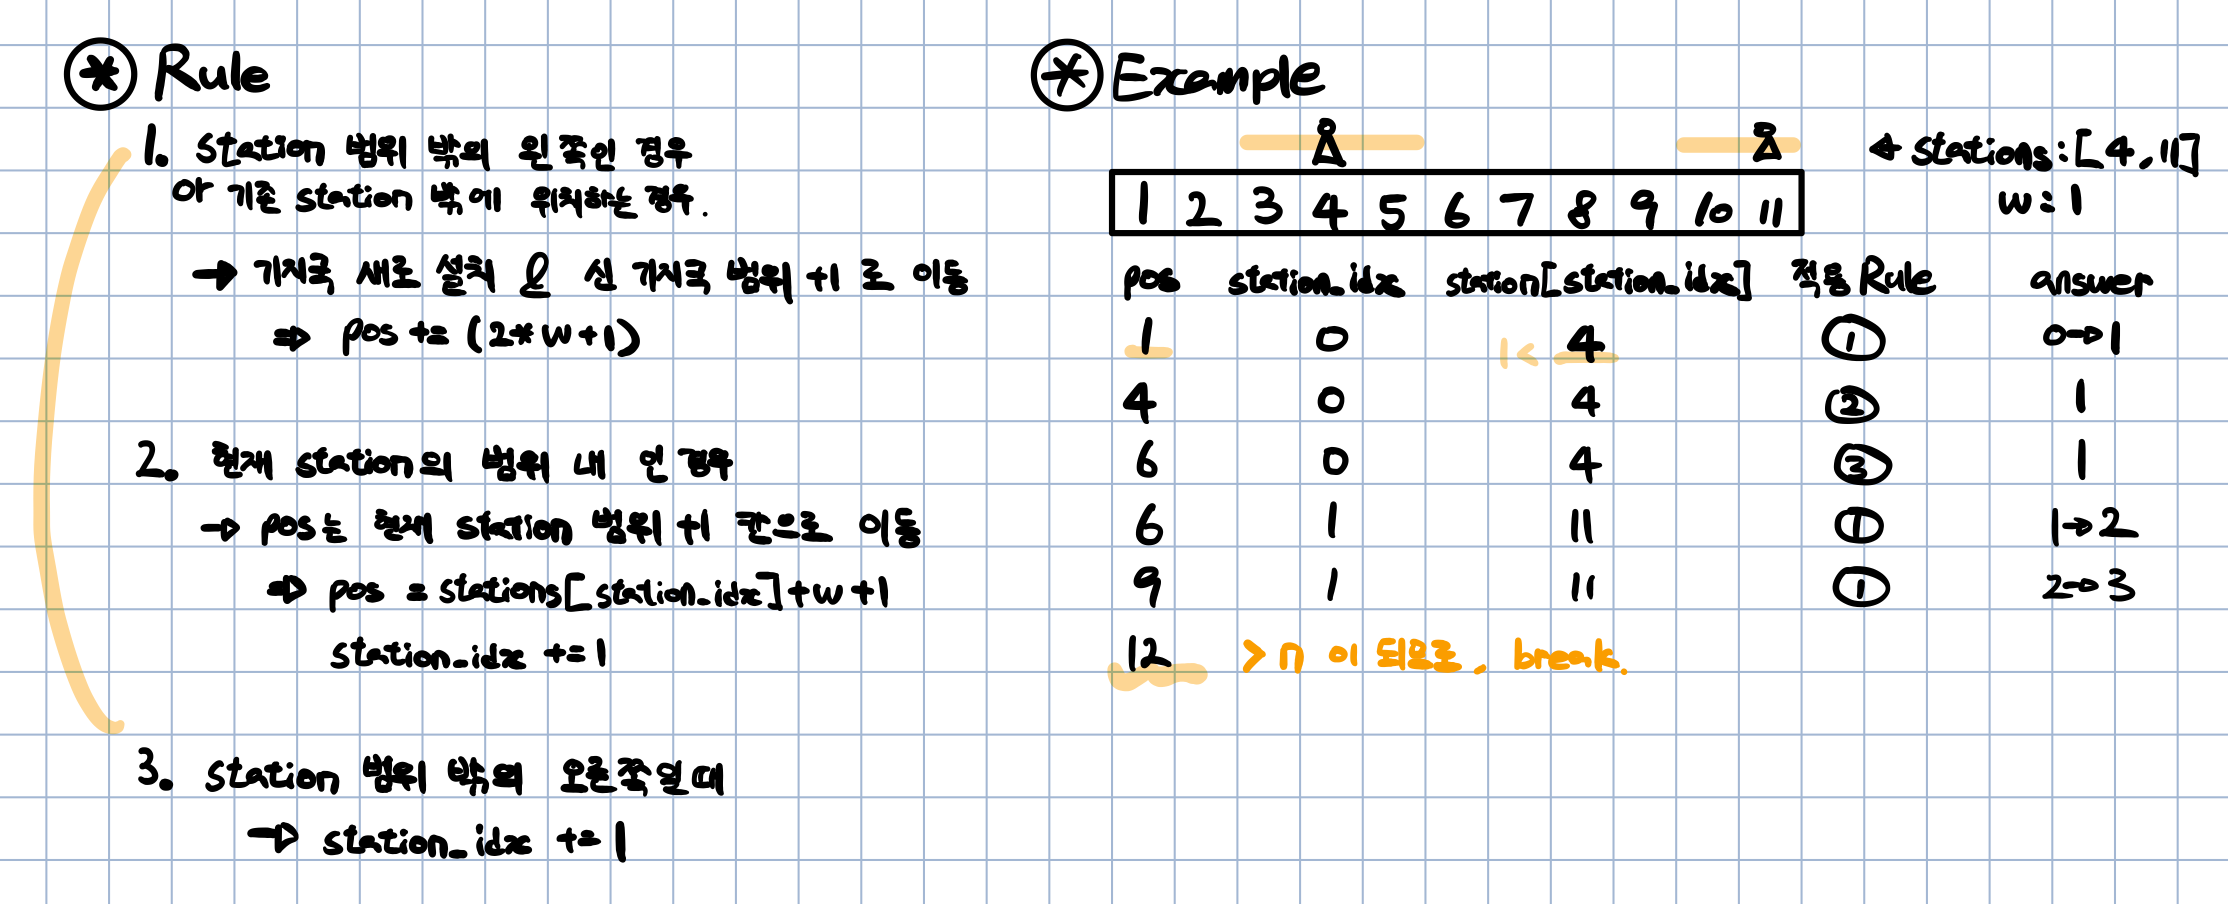 * Rule
1. station 범위 밖의 왼쪽인 경우
or 기존 station 밖에 위치하는 경우.
→ 기지국 새로 설치 & 신 기지국 범위 +1 로 이동
⇒ pos += (2*w+1)
2. 현재 station의 범위 내 인 경우
→ pos는 현재 station 범위 +1 칸으로 이동
⇒ pos = stations[station_idx]+w+1
station_idx +=1
3. station 범위 밖의 오른쪽일때
→ station_idx += 1
* Example
← stations:[4,11]
w:1
1 2 3 4 5 6 7 8 9 10 11
pos station_idx station[station_idx] 적용 Rule answer
1 0 1< 4 ① 0→1
4 0 4 ② 1
6 0 4 ③ 1
6 1 11 ① 1→2
9 1 11 ① 2→3
12 > n 이 되므로, break.